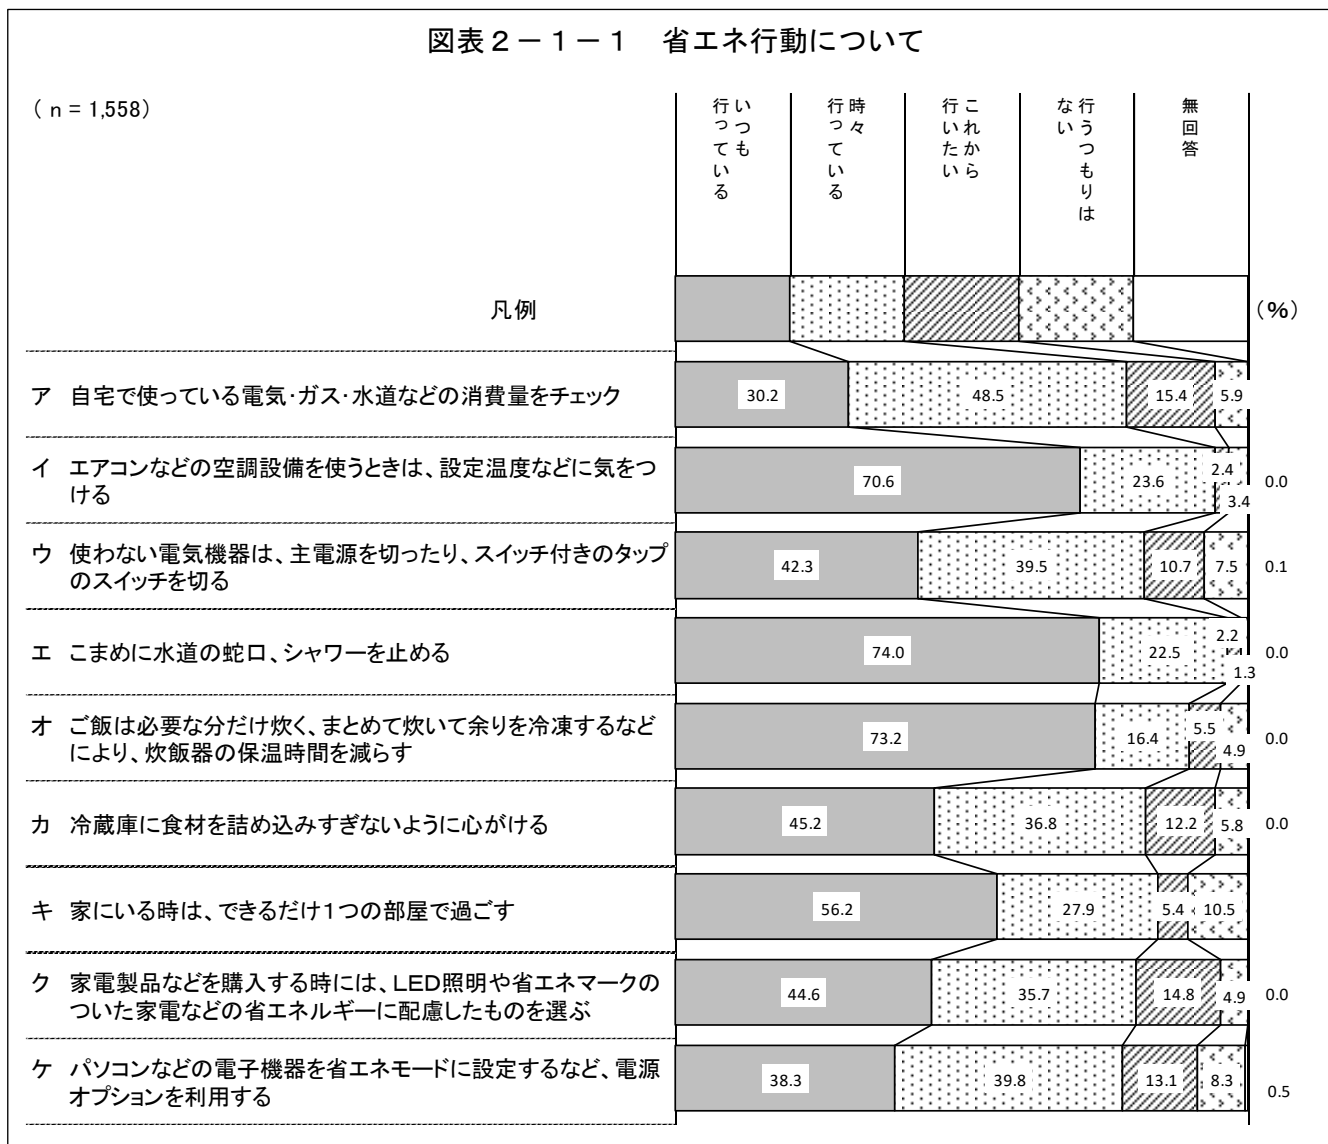 図表２－１－１　省エネ行動について
( n = 1,558)
いつも
行っている
時々
行っている
これから
行いたい
行うつもりは
ない
無回答
凡例
(%)
ア 自宅で使っている電気・ガス・水道などの消費量をチェック
30.2 48.5 15.4 5.9
イ エアコンなどの空調設備を使うときは、設定温度などに気をつ
ける
70.6 23.6 2.4 3.4 0.0
ウ 使わない電気機器は、主電源を切ったり、スイッチ付きのタップ
のスイッチを切る
42.3 39.5 10.7 7.5 0.1
エ こまめに水道の蛇口、シャワーを止める
74.0 22.5 2.2 1.3 0.0
オ ご飯は必要な分だけ炊く、まとめて炊いて余りを冷凍するなど
により、炊飯器の保温時間を減らす
73.2 16.4 5.5 4.9 0.0
カ 冷蔵庫に食材を詰め込みすぎないように心がける
45.2 36.8 12.2 5.8 0.0
キ 家にいる時は、できるだけ１つの部屋で過ごす
56.2 27.9 5.4 10.5
ク 家電製品などを購入する時には、LED照明や省エネマークの
ついた家電などの省エネルギーに配慮したものを選ぶ
44.6 35.7 14.8 4.9 0.0
ケ パソコンなどの電子機器を省エネモードに設定するなど、電源
オプションを利用する
38.3 39.8 13.1 8.3 0.5